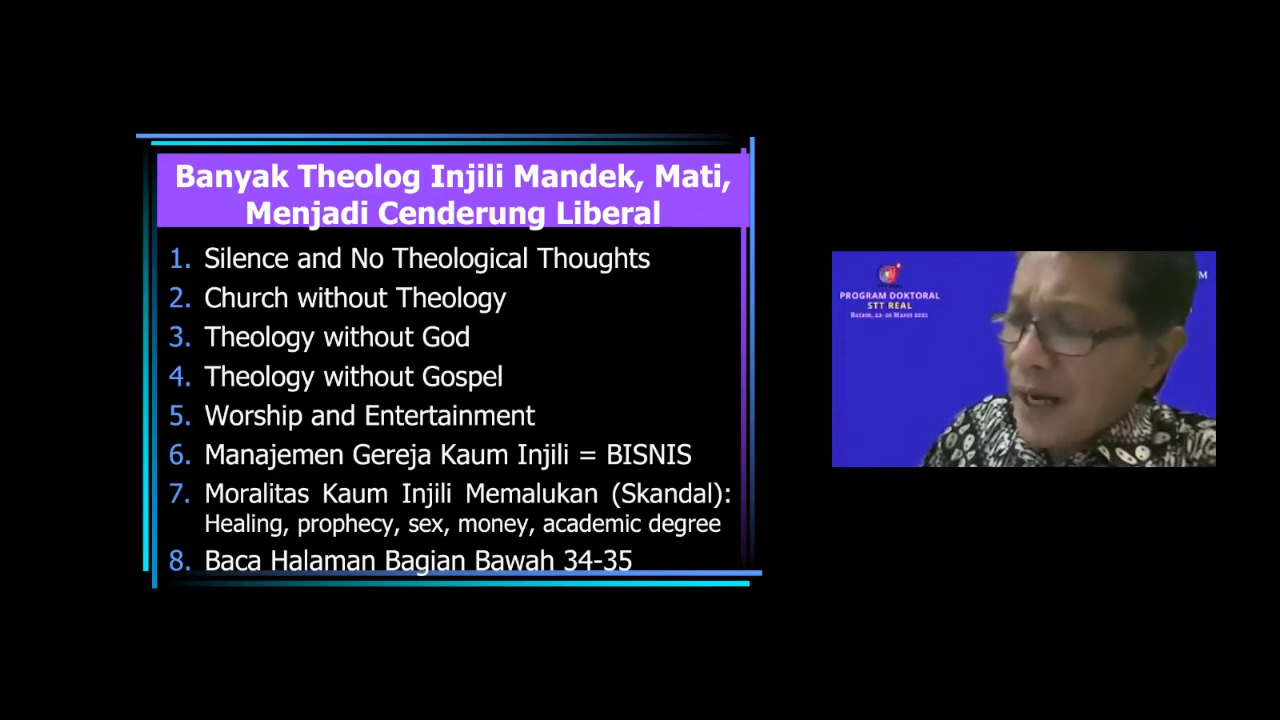 Banyak Theolog Injili Mandek, Mati,
Menjadi Cenderung Liberal
1. Silence and No Theological Thoughts
2. Church without Theology
3. Theology without God
4. Theology without Gospel
5. Worship and Entertainment
6. Manajemen Gereja Kaum Injili = BISNIS
7. Moralitas Kaum Injili Memalukan (Skandal):
Healing, prophecy, sex, money, academic degree
8. Baca Halaman Bagian Bawah 34-35
PROGRAM DOKTORAL
STT REAL